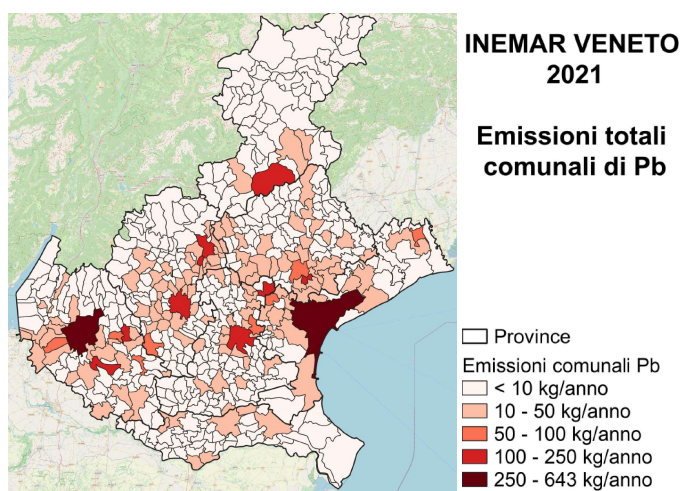 INEMAR VENETO
2021
Emissioni totali
comunali di Pb
Province
Emissioni comunali Pb
< 10 kg/anno
10 - 50 kg/anno
50 - 100 kg/anno
100 - 250 kg/anno
250 - 643 kg/anno